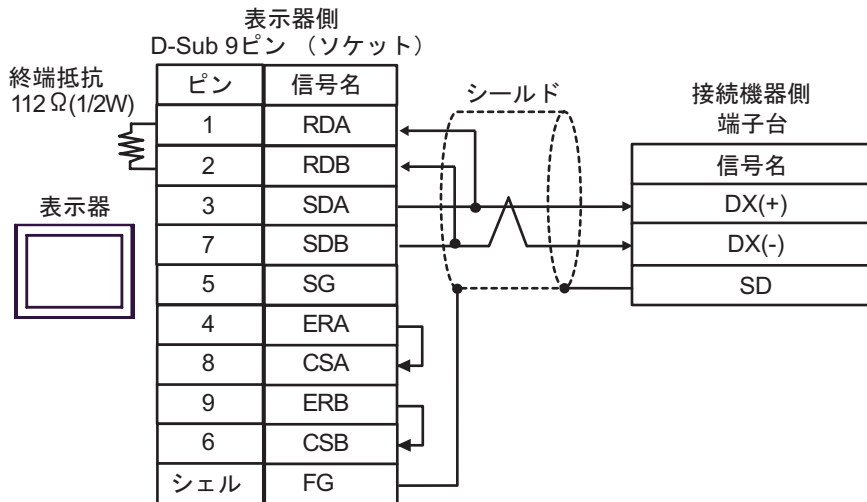 表示器側
D-Sub 9ピン （ソケット）
終端抵抗
112 Ω(1/2W)
表示器
ピン 信号名
1 RDA
2 RDB
3 SDA
7 SDB
5 SG
4 ERA
8 CSA
9 ERB
6 CSB
シェル FG
シールド
接続機器側
端子台
信号名
DX(+)
DX(-)
SD